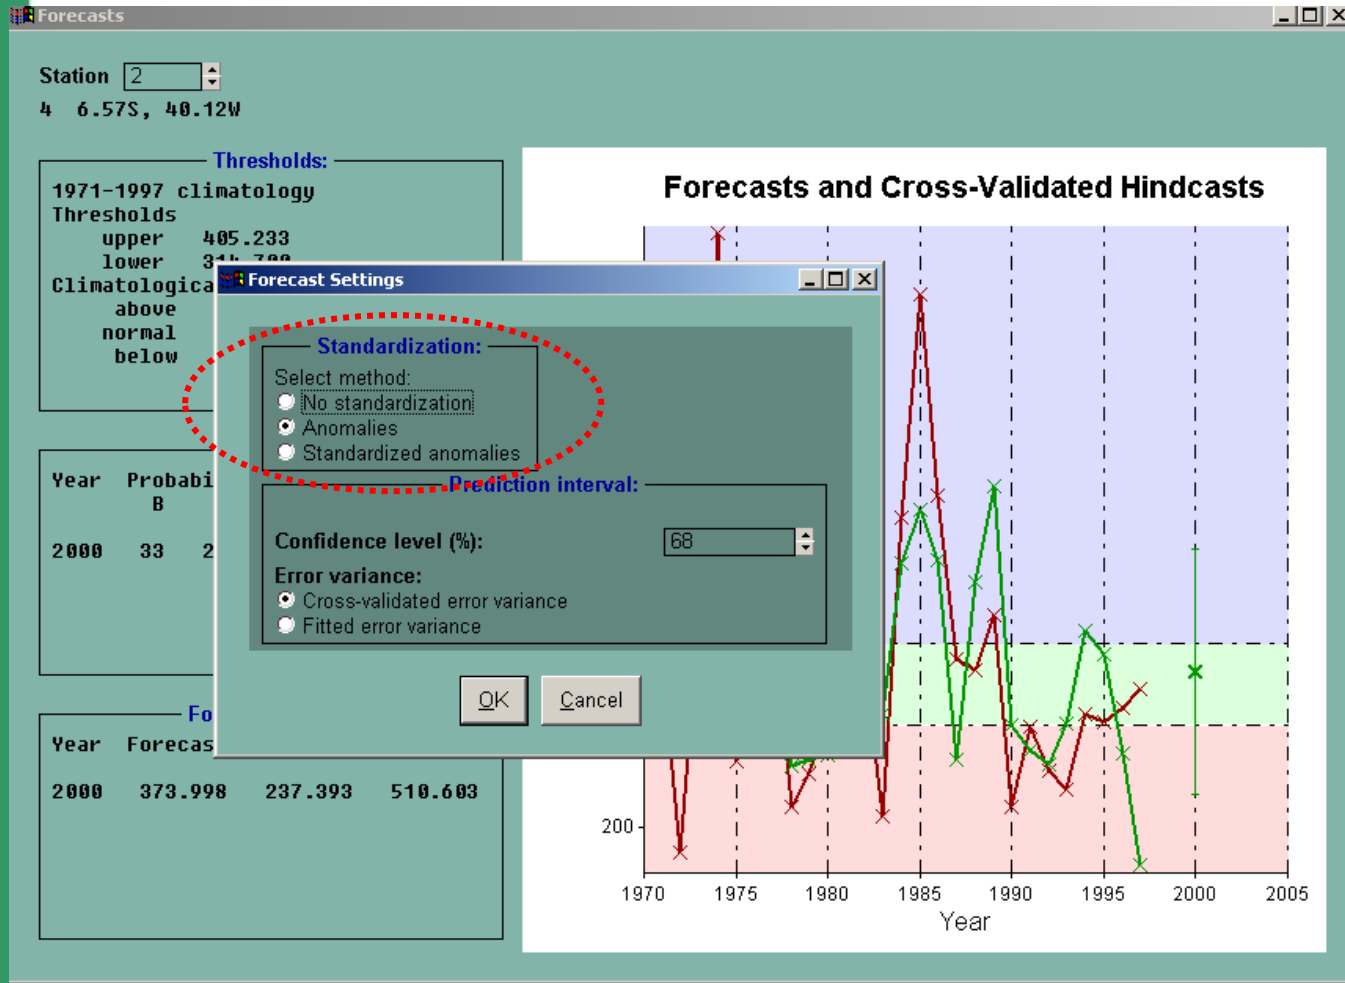 Forecasts
Station 2
4 6.57S, 40.12W
Thresholds:
1971-1997 climatology
Thresholds
upper 405.233
lower 314.700
Climatologica
above
normal
below
Year Probabi
B
2000 33 2
Fo
Year Forecas
2000 373.998 237.393 510.603
Forecast Settings
Standardization:
Select method:
No standardization
Anomalies
Standardized anomalies
Prediction interval:
Confidence level (%): 68
Error variance:
Cross-validated error variance
Fitted error variance
OK Cancel
Forecasts and Cross-Validated Hindcasts
200
1970 1975 1980 1985 1990 1995 2000 2005
Year